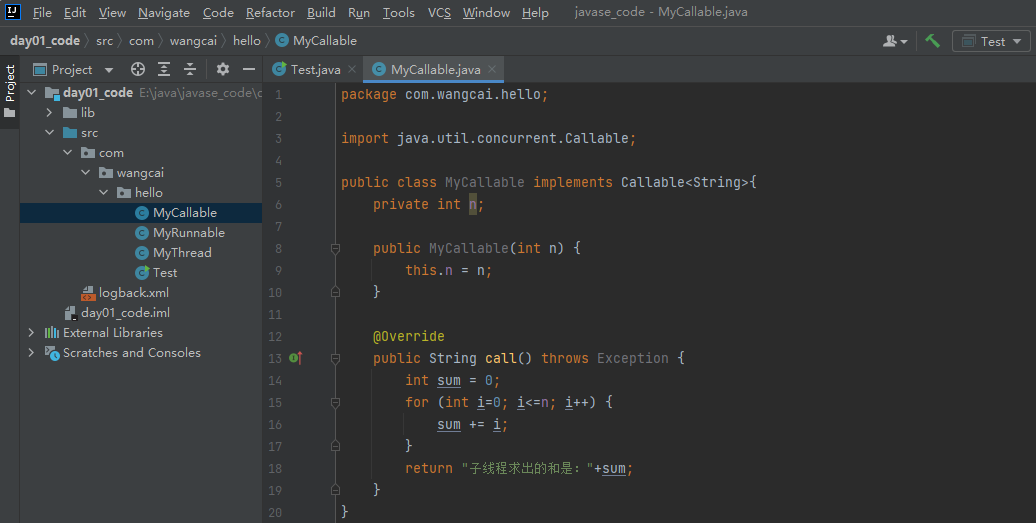 File Edit View Navigate Code Refactor Build Run Tools VCS Window Help javase_code - MyCallable.java
day01_code src com wangcai hello MyCallable Test
Project
Project
Test.java MyCallable.java
day01_code E:\java\javase_code\d
lib
src
com
wangcai
hello
MyCallable
MyRunnable
MyThread
Test
logback.xml
day01_code.iml
External Libraries
Scratches and Consoles
1 package com.wangcai.hello;
2
3 import java.util.concurrent.Callable;
4
5 public class MyCallable implements Callable<String>{
6 private int n;
7
8 public MyCallable(int n) {
9 this.n = n;
10 }
11
12 @Override
13 public String call() throws Exception {
14 int sum = 0;
15 for (int i=0; i<=n; i++) {
16 sum += i;
17 }
18 return "子线程求出的和是："+sum;
19 }
20 }